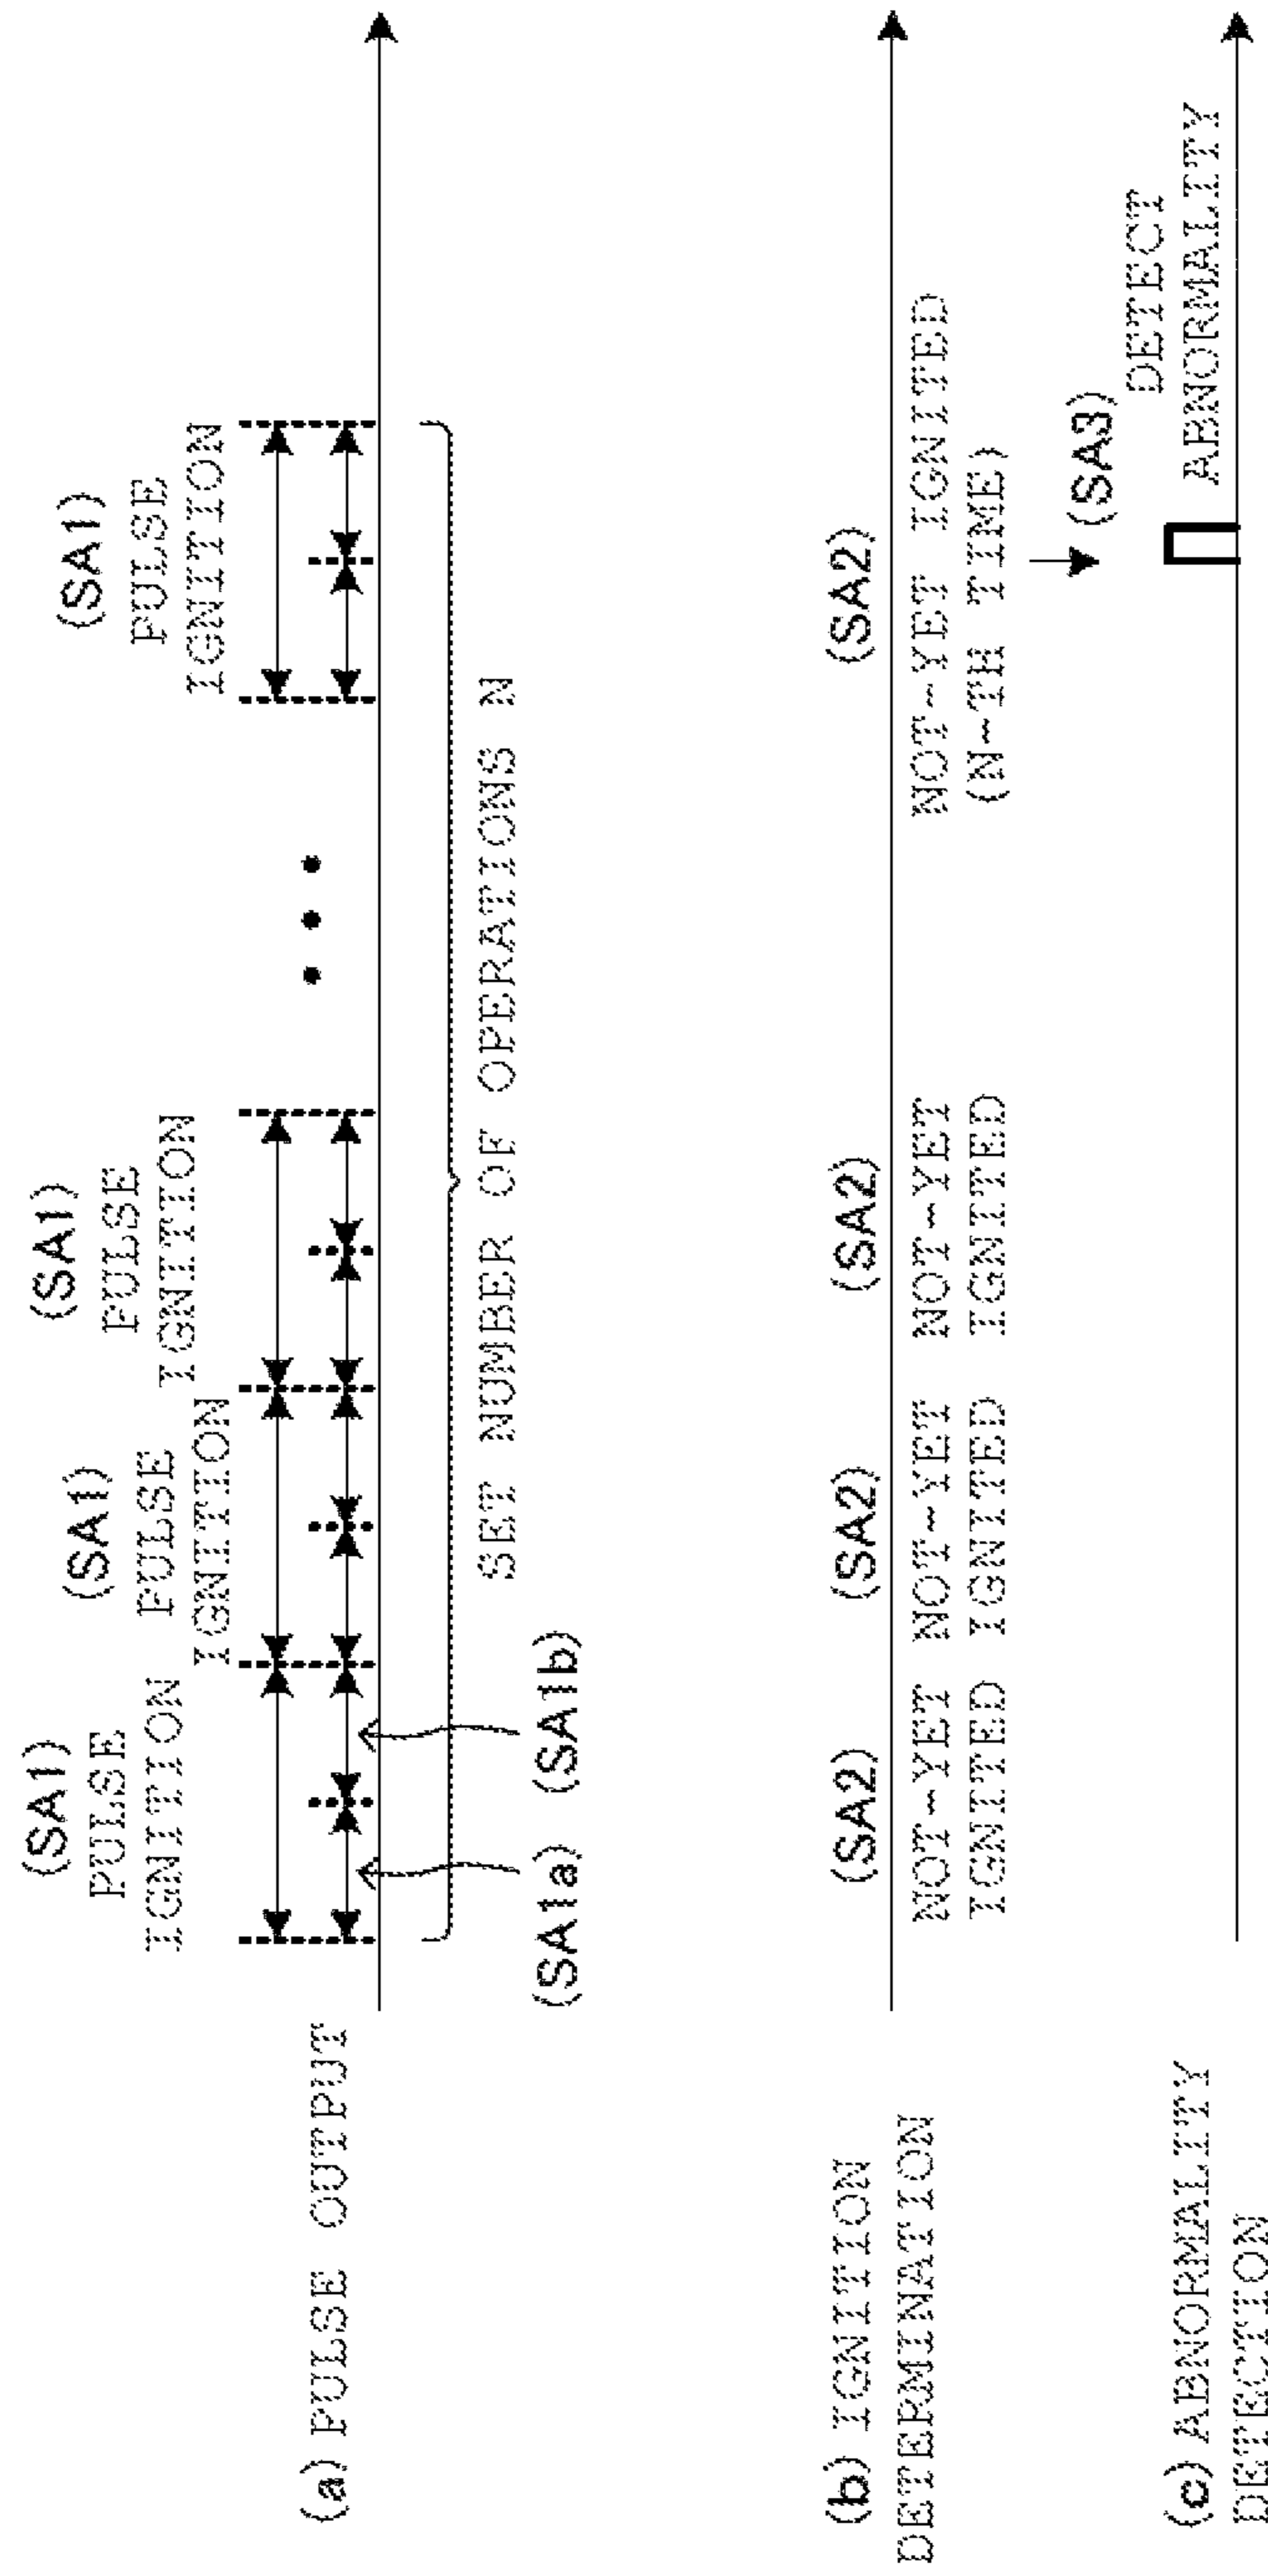 (SA1)
PULSE
IGNITION
(SA1)
PULSE
IGNITION
(SA1)
PULSE
IGNITION
(SA1)
PULSE
IGNITION
(a) PULSE OUTPUT
(SA1a)
(SA1b)
SET NUMBER OF OPERATIONS N
(b) IGNITION
DETERMINATION
(SA2)
NOT-YET
IGNITED
(SA2)
NOT-YET
IGNITED
(SA2)
NOT-YET
IGNITED
(SA2)
NOT-YET IGNITED
(N-TH TIME)
(SA3)
DETECT
ABNORMALITY
(c) ABNORMALITY
DETECTION